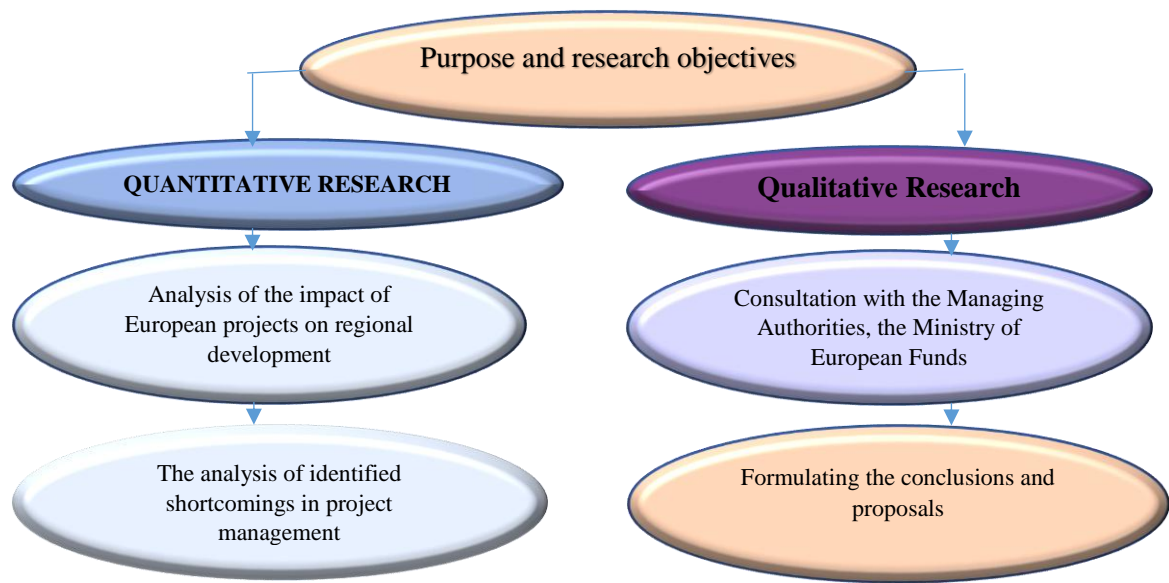 Purpose and research objectives
QUANTITATIVE RESEARCH
Qualitative Research
Analysis of the impact of
European projects on regional
development
Consultation with the Managing
Authorities, the Ministry of
European Funds
The analysis of identified
shortcomings in project
management
Formulating the conclusions and
proposals